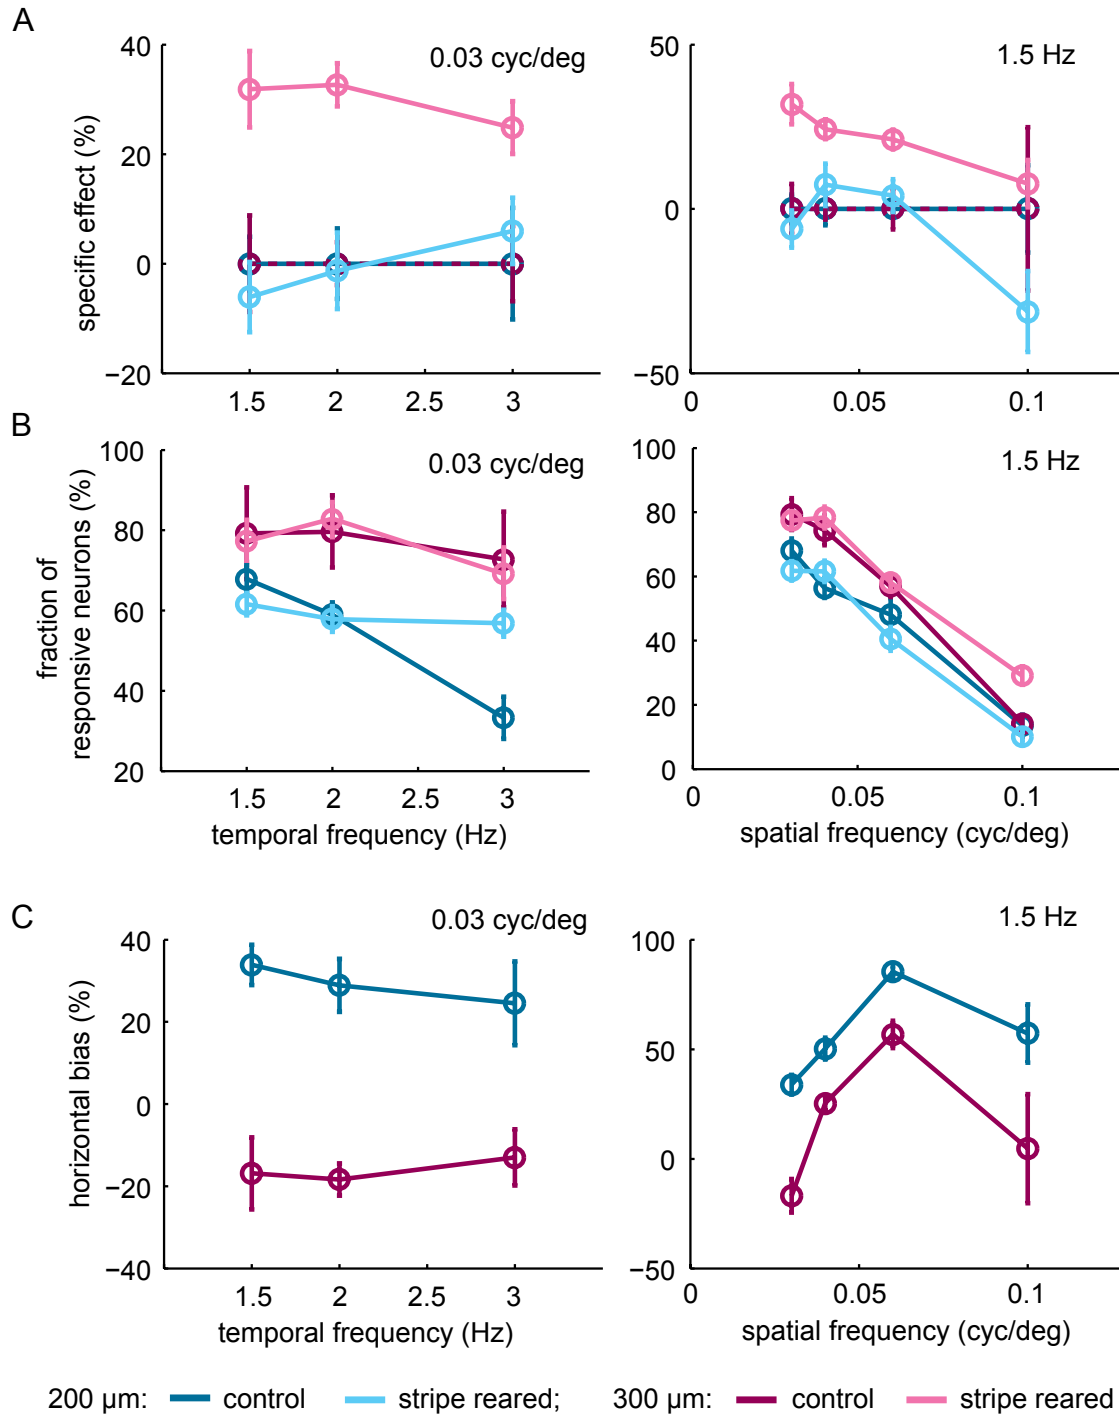 A
0.03 cyc/deg
1.5 Hz
specific effect (%)
40
20
0
−20
1.5
2
2.5
3
50
0
−50
0
0.05
0.1
B
0.03 cyc/deg
1.5 Hz
fraction of
responsive neurons (%)
100
80
60
40
20
1.5
2
2.5
3
temporal frequency (Hz)
100
80
60
40
20
0
0
0.05
0.1
spatial frequency (cyc/deg)
C
0.03 cyc/deg
1.5 Hz
horizontal bias (%)
40
20
0
−20
−40
1.5
2
2.5
3
temporal frequency (Hz)
100
50
0
−50
0
0.05
0.1
spatial frequency (cyc/deg)
200 µm: control stripe reared; 300 µm: control stripe reared